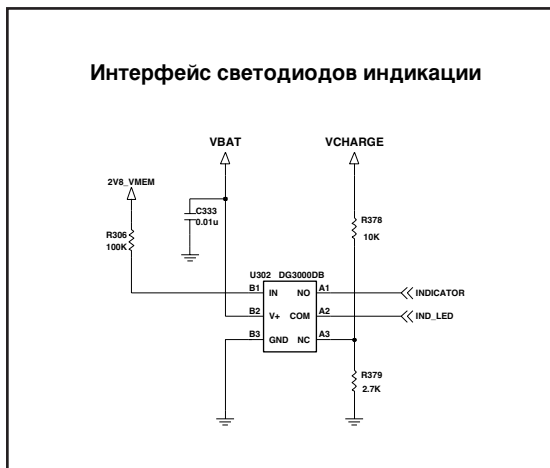 Интерфейс светодиодов индикации
VBAT
VCHARGE
2V8_VMEM
C333
0.01u
R378
10K
R306
100K
U302 DG3000DB
B1 IN NO A1
INDICATOR
B2 V+ COM A2
IND_LED
B3 GND NC A3
R379
2.7K